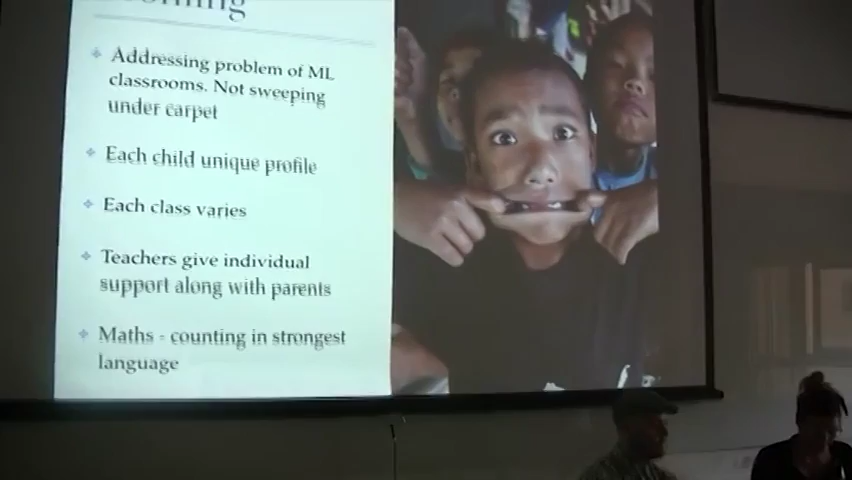 Addressing problem of ML
classrooms. Not sweeping
under carpet
Each child unique profile
Each class varies
Teachers give individual
support along with parents
Maths - counting in strongest
language